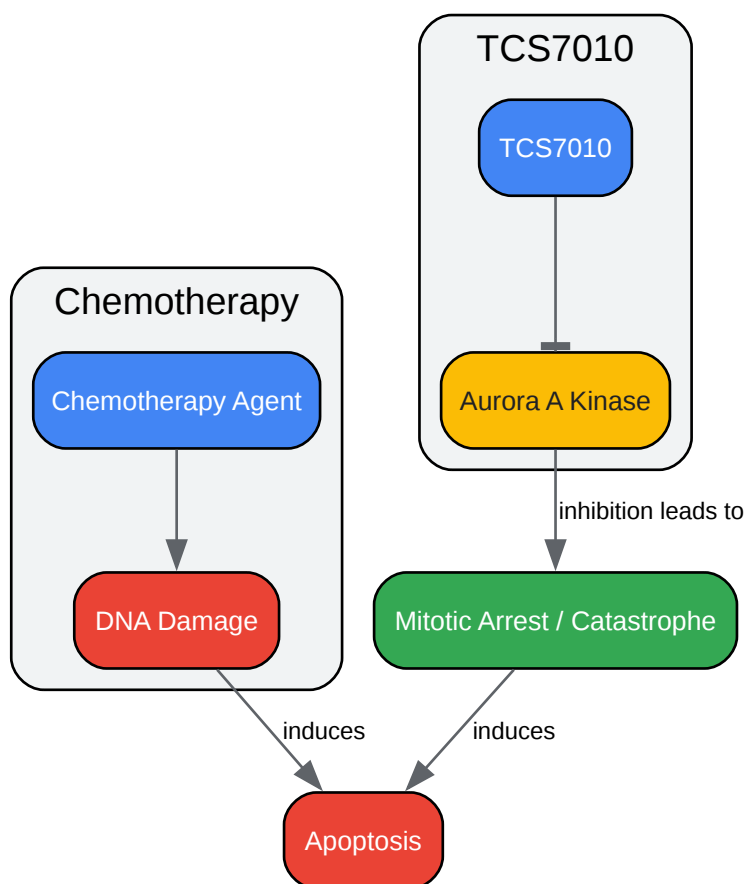 TCS7010
TCS7010
Chemotherapy
Chemotherapy Agent
Aurora A Kinase
inhibition leads to
DNA Damage
Mitotic Arrest / Catastrophe
induces
induces
Apoptosis